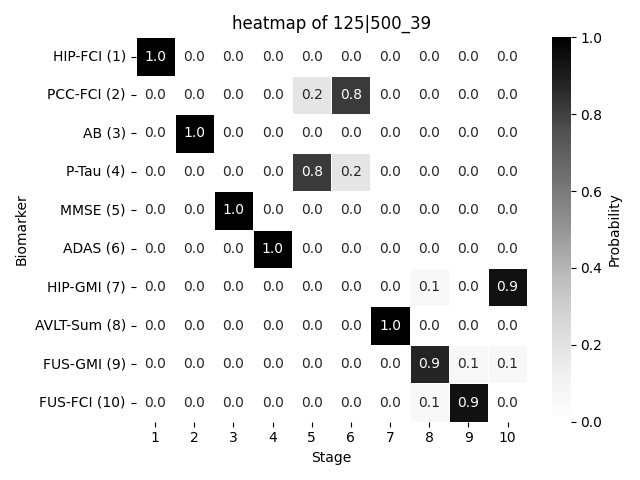 heatmap of 125|500_39
HIP-FCI (1) 1.0 0.0 0.0 0.0 0.0 0.0 0.0 0.0 0.0 0.0
PCC-FCI (2) 0.0 0.0 0.0 0.0 0.2 0.8 0.0 0.0 0.0 0.0
AB (3) 0.0 1.0 0.0 0.0 0.0 0.0 0.0 0.0 0.0 0.0
P-Tau (4) 0.0 0.0 0.0 0.0 0.8 0.2 0.0 0.0 0.0 0.0
MMSE (5) 0.0 0.0 1.0 0.0 0.0 0.0 0.0 0.0 0.0 0.0
ADAS (6) 0.0 0.0 0.0 1.0 0.0 0.0 0.0 0.0 0.0 0.0
HIP-GMI (7) 0.0 0.0 0.0 0.0 0.0 0.0 0.0 0.1 0.0 0.9
AVLT-Sum (8) 0.0 0.0 0.0 0.0 0.0 0.0 1.0 0.0 0.0 0.0
FUS-GMI (9) 0.0 0.0 0.0 0.0 0.0 0.0 0.0 0.9 0.1 0.1
FUS-FCI (10) 0.0 0.0 0.0 0.0 0.0 0.0 0.0 0.1 0.9 0.0
1 2 3 4 5 6 7 8 9 10
Stage
Biomarker
1.0
0.8
0.6
0.4
0.2
0.0
Probability